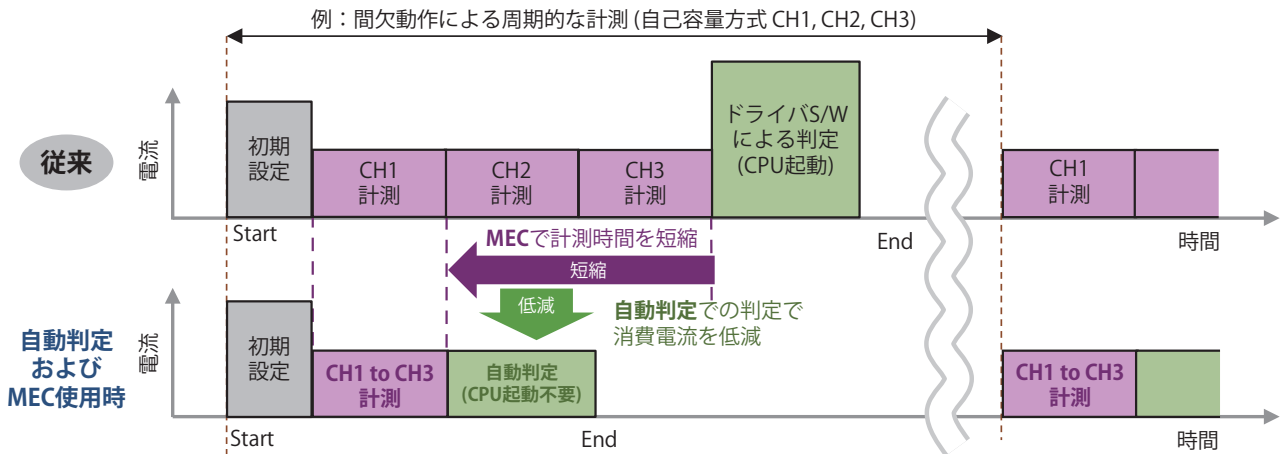 例：間欠動作による周期的な計測 (自己容量方式 CH1, CH2, CH3)
従来
電流
初期
設定
CH1
計測
CH2
計測
CH3
計測
ドライバS/W
による判定
(CPU起動)
CH1
計測
Start
End
時間
MECで計測時間を短縮
短縮
低減
自動判定での判定で
消費電流を低減
自動判定
および
MEC使用時
電流
初期
設定
CH1 to CH3
計測
自動判定
(CPU起動不要)
CH1 to CH3
計測
Start
End
時間